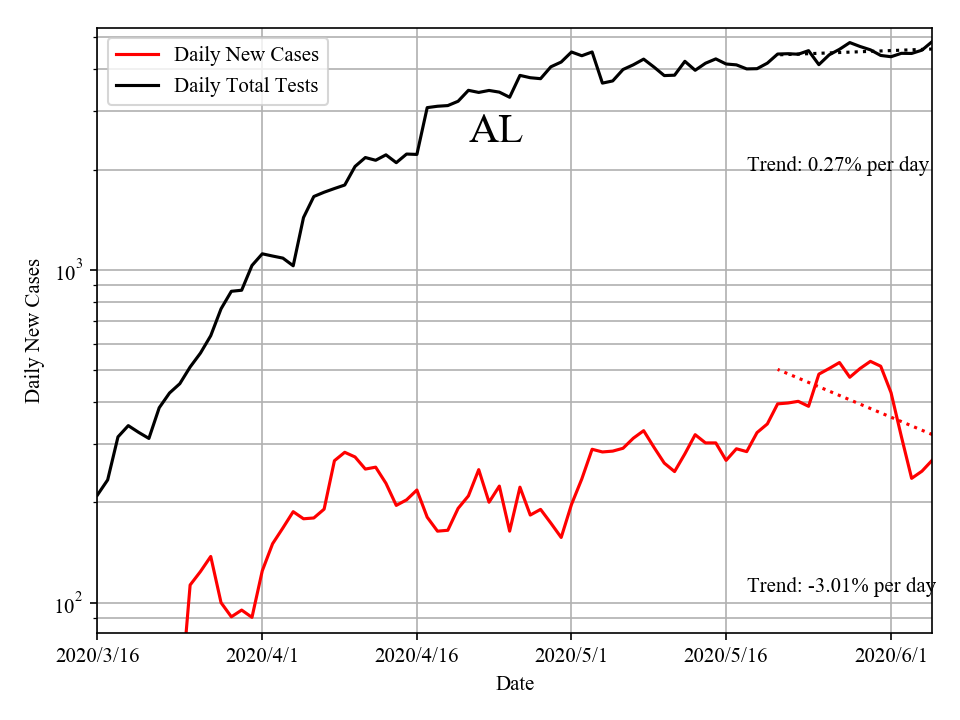 Daily New Cases
Daily Total Tests
AL
Trend: 0.27% per day
Trend: -3.01% per day
Daily New Cases
10³
10²
2020/3/16 2020/4/1 2020/4/16 2020/5/1 2020/5/16 2020/6/1
Date